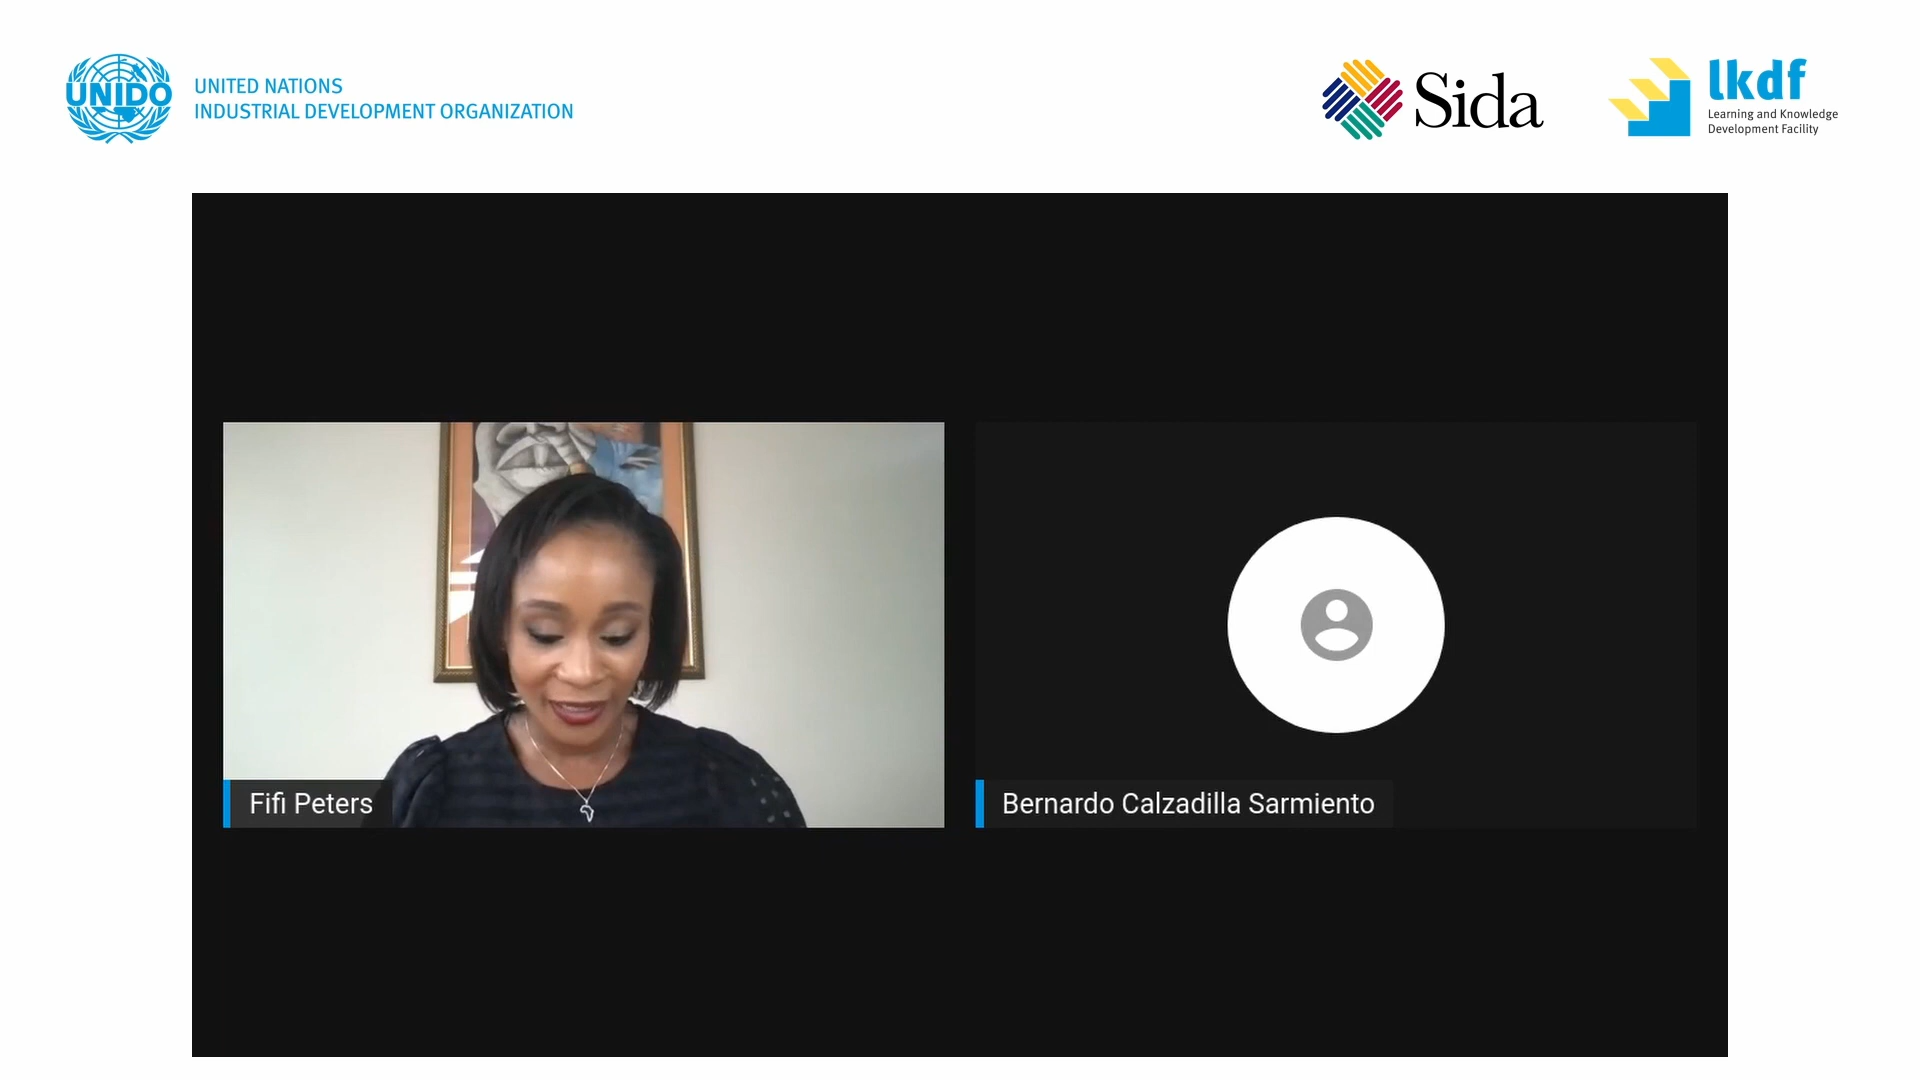 UNIDO
UNITED NATIONS
INDUSTRIAL DEVELOPMENT ORGANIZATION
Sida
lkdf
Learning and Knowledge
Development Facility
Fifi Peters
Bernardo Calzadilla Sarmiento